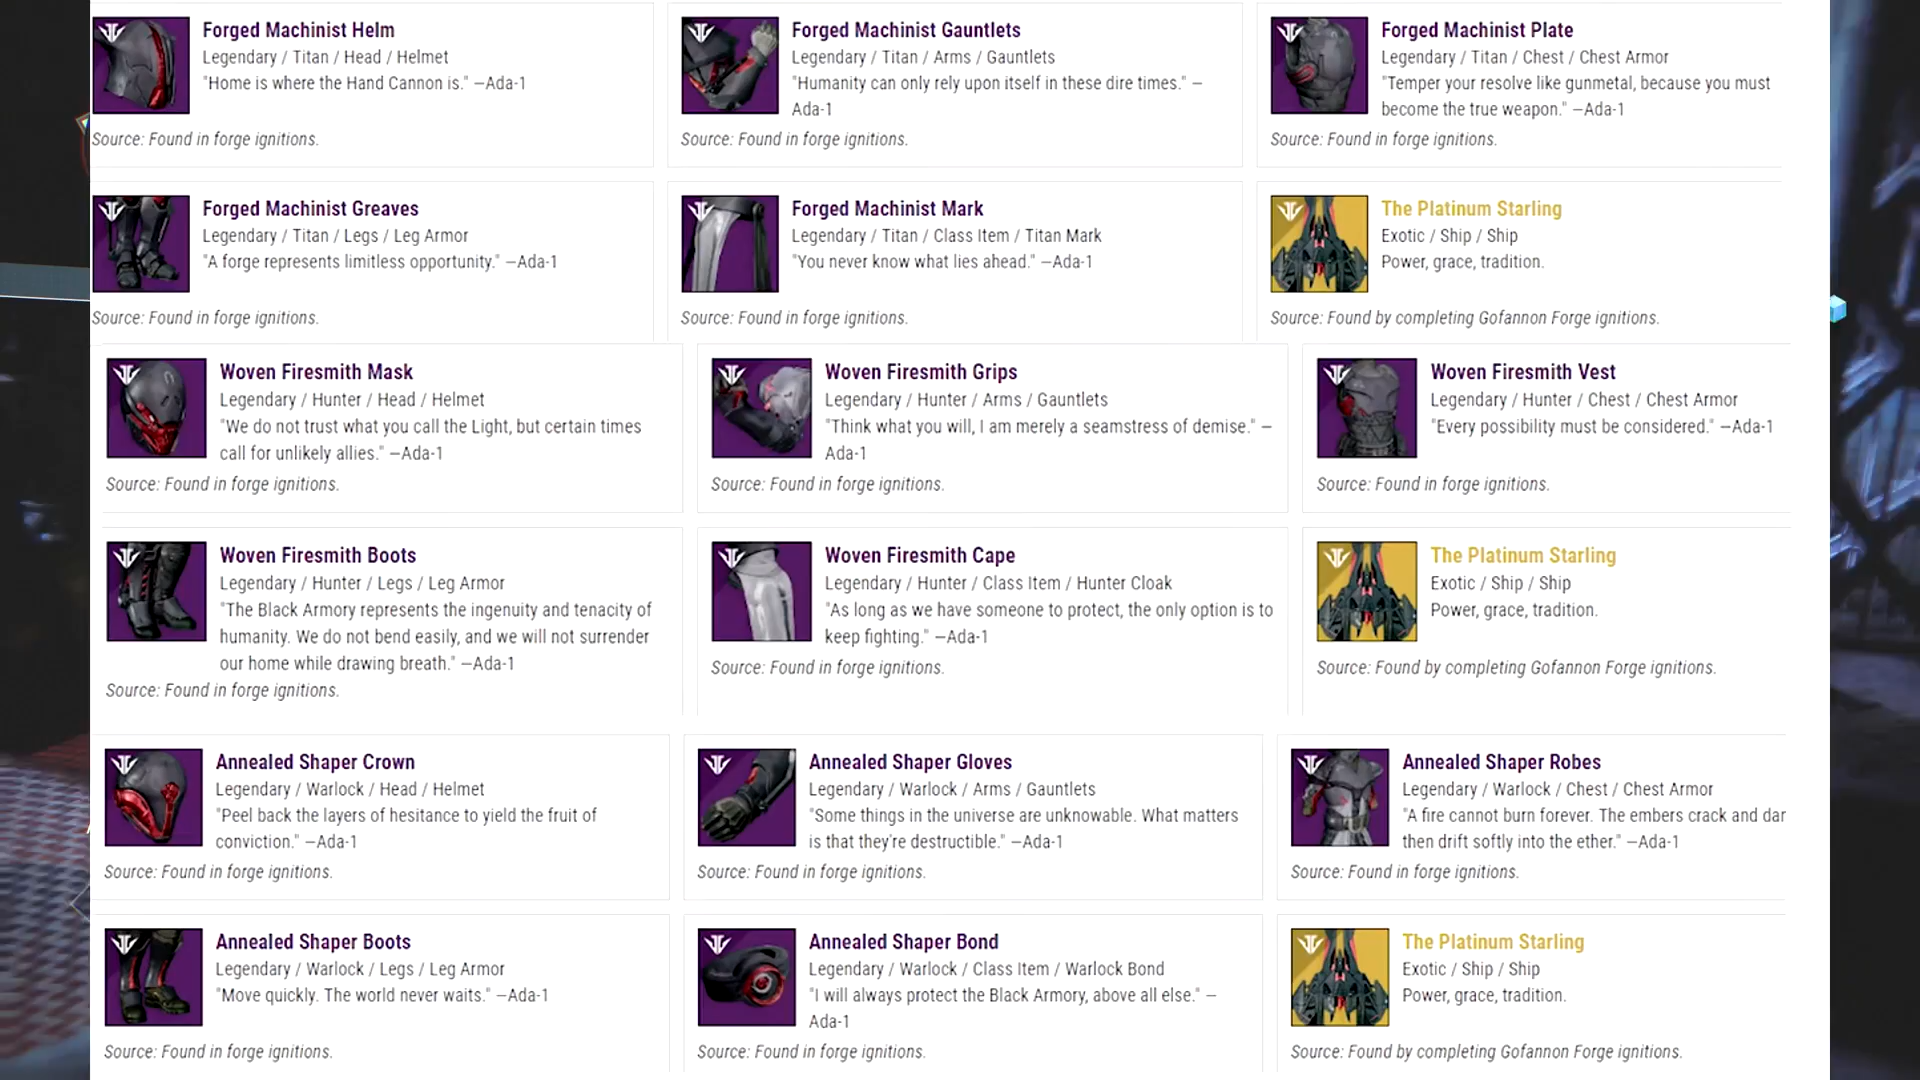 Forged Machinist Helm
Legendary / Titan / Head / Helmet
"Home is where the Hand Cannon is." —Ada-1
Source: Found in forge ignitions.
Forged Machinist Gauntlets
Legendary / Titan / Arms / Gauntlets
"Humanity can only rely upon itself in these dire times." —
Ada-1
Source: Found in forge ignitions.
Forged Machinist Plate
Legendary / Titan / Chest / Chest Armor
"Temper your resolve like gunmetal, because you must
become the true weapon." —Ada-1
Source: Found in forge ignitions.
Forged Machinist Greaves
Legendary / Titan / Legs / Leg Armor
"A forge represents limitless opportunity." —Ada-1
Source: Found in forge ignitions.
Forged Machinist Mark
Legendary / Titan / Class Item / Titan Mark
"You never know what lies ahead." —Ada-1
Source: Found in forge ignitions.
The Platinum Starling
Exotic / Ship / Ship
Power, grace, tradition.
Source: Found by completing Gofannon Forge ignitions.
Woven Firesmith Mask
Legendary / Hunter / Head / Helmet
"We do not trust what you call the Light, but certain times
call for unlikely allies." —Ada-1
Source: Found in forge ignitions.
Woven Firesmith Grips
Legendary / Hunter / Arms / Gauntlets
"Think what you will, I am merely a seamstress of demise." —
Ada-1
Source: Found in forge ignitions.
Woven Firesmith Vest
Legendary / Hunter / Chest / Chest Armor
"Every possibility must be considered." —Ada-1
Source: Found in forge ignitions.
Woven Firesmith Boots
Legendary / Hunter / Legs / Leg Armor
"The Black Armory represents the ingenuity and tenacity of
humanity. We do not bend easily, and we will not surrender
our home while drawing breath." —Ada-1
Source: Found in forge ignitions.
Woven Firesmith Cape
Legendary / Hunter / Class Item / Hunter Cloak
"As long as we have someone to protect, the only option is to
keep fighting." —Ada-1
Source: Found in forge ignitions.
The Platinum Starling
Exotic / Ship / Ship
Power, grace, tradition.
Source: Found by completing Gofannon Forge ignitions.
Annealed Shaper Crown
Legendary / Warlock / Head / Helmet
"Peel back the layers of hesitance to yield the fruit of
conviction." —Ada-1
Source: Found in forge ignitions.
Annealed Shaper Gloves
Legendary / Warlock / Arms / Gauntlets
"Some things in the universe are unknowable. What matters
is that they're destructible." —Ada-1
Source: Found in forge ignitions.
Annealed Shaper Robes
Legendary / Warlock / Chest / Chest Armor
"A fire cannot burn forever. The embers crack and dar
then drift softly into the ether." —Ada-1
Source: Found in forge ignitions.
Annealed Shaper Boots
Legendary / Warlock / Legs / Leg Armor
"Move quickly. The world never waits." —Ada-1
Source: Found in forge ignitions.
Annealed Shaper Bond
Legendary / Warlock / Class Item / Warlock Bond
"I will always protect the Black Armory, above all else." —
Ada-1
Source: Found in forge ignitions.
The Platinum Starling
Exotic / Ship / Ship
Power, grace, tradition.
Source: Found by completing Gofannon Forge ignitions.